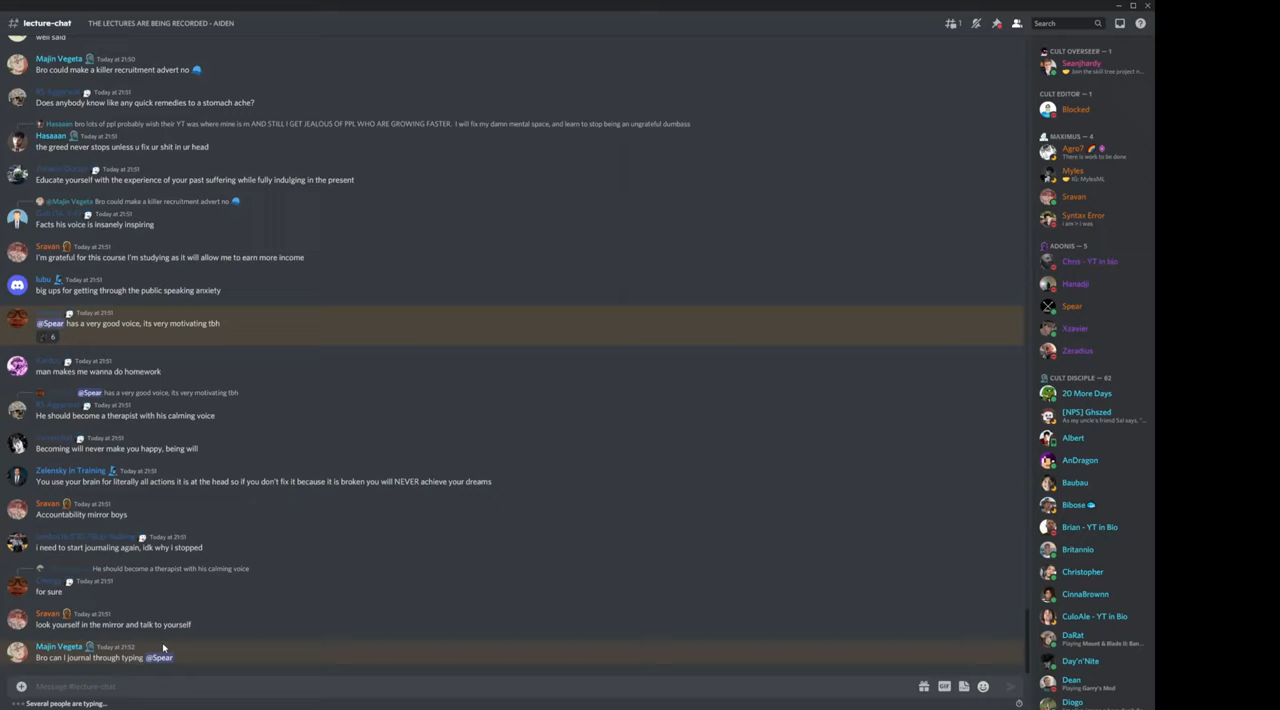 lecture-chat THE LECTURES ARE BEING RECORDED - AIDEN
1
Search
well said
Majin Vegeta Today at 21:50
Bro could make a killer recruitment advert no
Today at 21:51
Does anybody know like any quick remedies to a stomach ache?
Hasaaan bro lots of ppl probably wish their YT was where mine is rn AND STILL I GET JEALOUS OF PPL WHO ARE GROWING FASTER. I will fix my damn mental space, and learn to stop being an ungrateful dumbass
Hasaaan Today at 21:51
the greed never stops unless u fix ur shit in ur head
Today at 21:51
Educate yourself with the experience of your past suffering while fully indulging in the present
@Majin Vegeta Bro could make a killer recruitment advert no
Today at 21:51
Facts his voice is insanely inspiring
Sravan Today at 21:51
I'm grateful for this course I'm studying as it will allow me to earn more income
lubu Today at 21:51
big ups for getting through the public speaking anxiety
Today at 21:51
@Spear has a very good voice, its very motivating tbh
6
Today at 21:51
man makes me wanna do homework
@Spear has a very good voice, its very motivating tbh
Today at 21:51
He should become a therapist with his calming voice
Today at 21:51
Becoming will never make you happy, being will
Zelensky in Training Today at 21:51
You use your brain for literally all actions it is at the head so if you don't fix it because it is broken you will NEVER achieve your dreams
Sravan Today at 21:51
Accountability mirror boys
Today at 21:51
i need to start journaling again, idk why i stopped
He should become a therapist with his calming voice
Today at 21:51
for sure
Sravan Today at 21:51
look yourself in the mirror and talk to yourself
Majin Vegeta Today at 21:52
Bro can I journal through typing @Spear
Message #lecture-chat
GIF
Several people are typing...
CULT OVERSEER — 1
Seanjhardy
Join the skill tree project n...
CULT EDITOR — 1
Blocked
MAXIMUS — 4
Agro7
There is work to be done
Myles
IG: MylesML
Sravan
Syntax Error
i am > i was
ADONIS — 5
Chris - YT in bio
Hanadji
Spear
Xzavier
Zeradius
CULT DISCIPLE — 62
20 More Days
[NPS] Ghszed
As my uncle's friend Sal says, "...
Albert
AnDragon
Baubau
Bibose
Brian - YT in Bio
Britannio
Christopher
CinnaBrownn
CuloAle - YT in Bio
DaRat
Playing Mount & Blade II: Ban...
Day'n'Nite
Dean
Playing Garry's Mod
Diogo